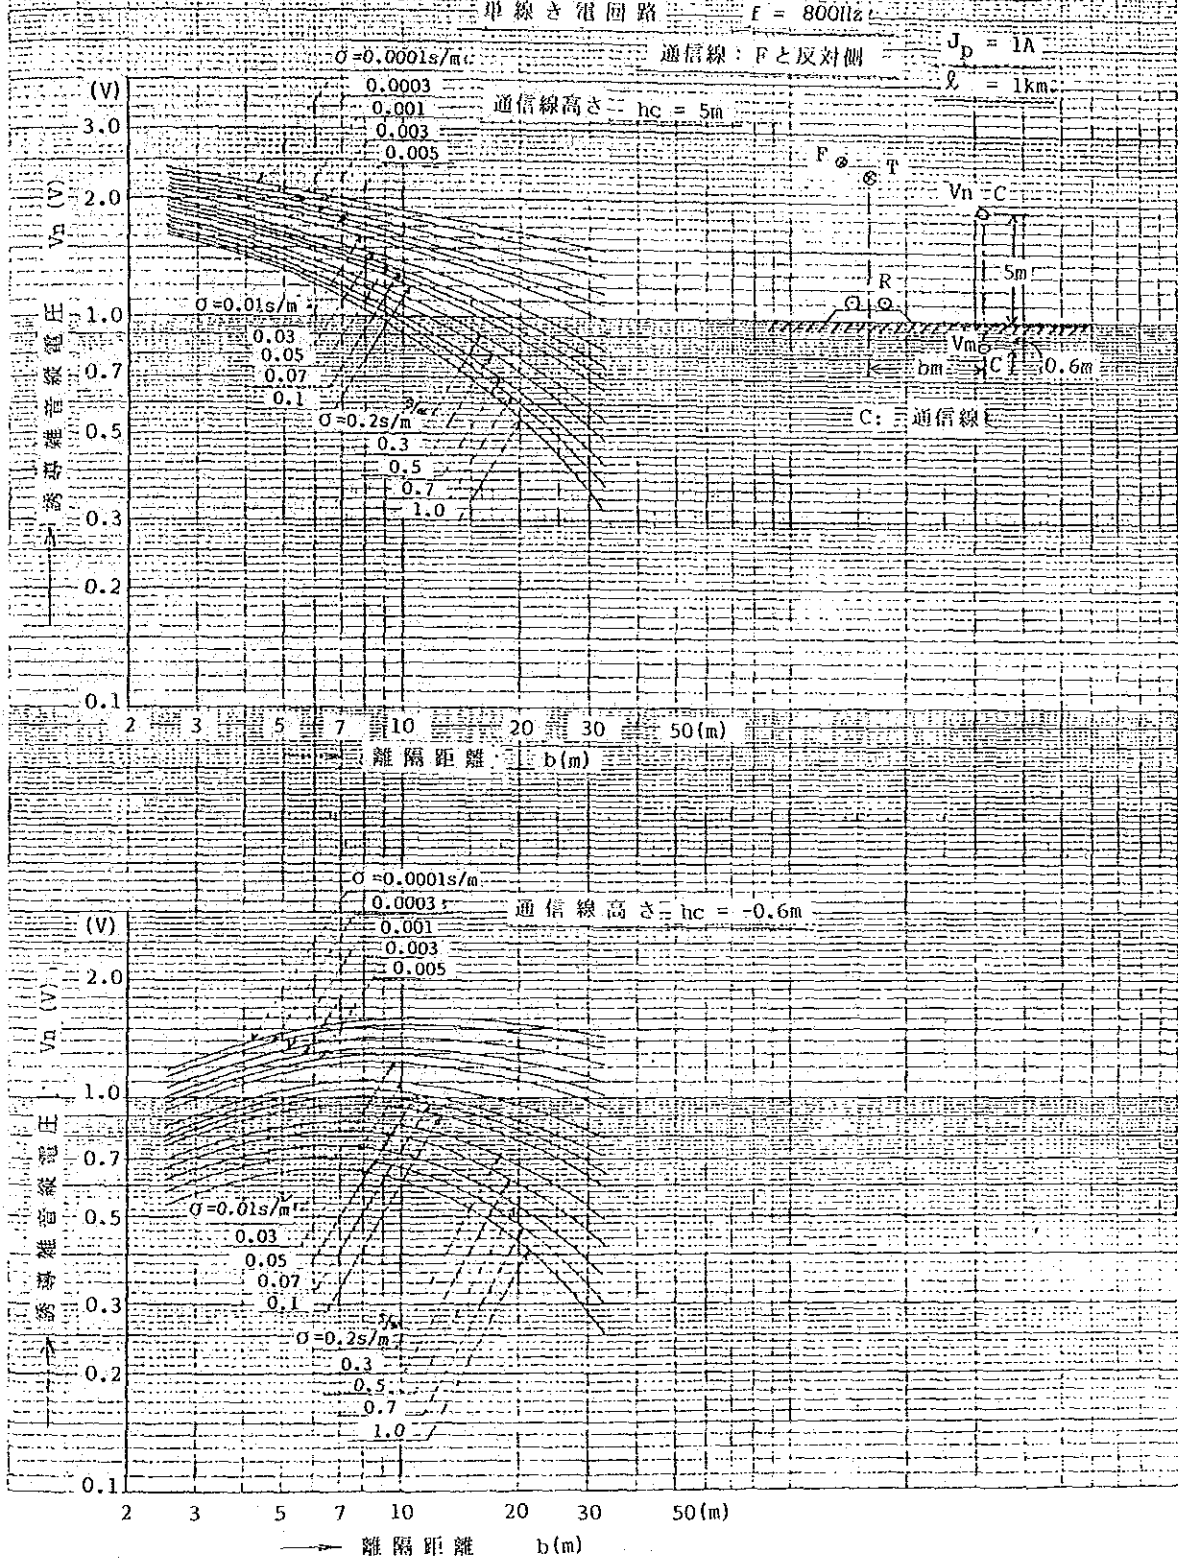 単線き電回路 f = 800Hz
通信線:Fと反対側
Jp = 1A
ℓ = 1km
σ=0.0001s/m
0.0003
0.001
0.003
0.005
通信線高さ hc = 5m
(V)
3.0
2.0
1.0
0.7
0.5
0.3
0.2
0.1
誘導雑音縦電圧 Vn (V)
σ=0.01s/m
0.03
0.05
0.07
0.1
σ=0.2s/m
0.3
0.5
0.7
1.0
F
T
R
Vn C
5m
Vm
C
0.6m
bm
C: 通信線
2 3 5 7 10 20 30 50(m)
離隔距離 b(m)
σ=0.0001s/m
0.0003
0.001
0.003
0.005
通信線高さ hc = -0.6m
(V)
2.0
1.0
0.7
0.5
0.3
0.2
0.1
誘導雑音縦電圧 Vn (V)
σ=0.01s/m
0.03
0.05
0.07
0.1
σ=0.2s/m
0.3
0.5
0.7
1.0
2 3 5 7 10 20 30 50(m)
離隔距離 b(m)